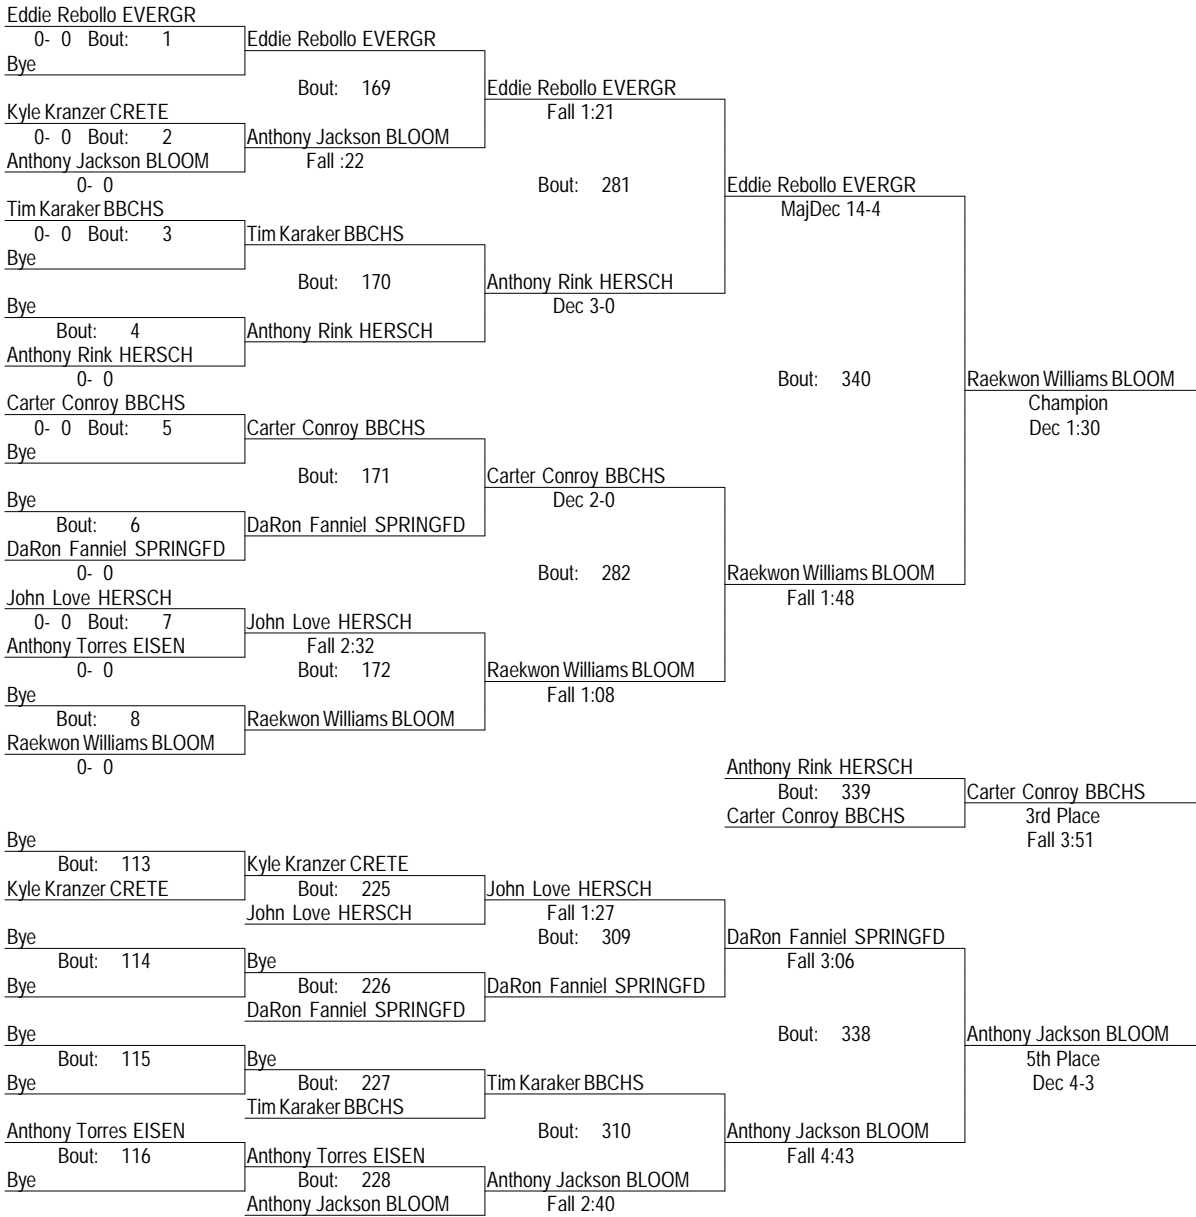 Eddie Rebollo EVERGR
0- 0 Bout: 1 Eddie Rebollo EVERGR
Bye
Bout: 169 Eddie Rebollo EVERGR
Kyle Kranzer CRETE Fall 1:21
0- 0 Bout: 2 Anthony Jackson BLOOM
Anthony Jackson BLOOM Fall :22
0- 0 Bout: 281 Eddie Rebollo EVERGR
Tim Karaker BBCHS MajDec 14-4
0- 0 Bout: 3 Tim Karaker BBCHS
Bye
Bout: 170 Anthony Rink HERSCH
Bye Dec 3-0
Bout: 4 Anthony Rink HERSCH
Anthony Rink HERSCH
0- 0 Bout: 340 Raekwon Williams BLOOM
Carter Conroy BBCHS Champion
0- 0 Bout: 5 Carter Conroy BBCHS Dec 1:30
Bye
Bout: 171 Carter Conroy BBCHS
Bye Dec 2-0
Bout: 6 DaRon Fanniel SPRINGFD
DaRon Fanniel SPRINGFD
0- 0 Bout: 282 Raekwon Williams BLOOM
John Love HERSCH Fall 1:48
0- 0 Bout: 7 John Love HERSCH
Anthony Torres EISEN Fall 2:32
0- 0 Bout: 172 Raekwon Williams BLOOM
Bye Fall 1:08
Bout: 8 Raekwon Williams BLOOM
Raekwon Williams BLOOM
0- 0 Anthony Rink HERSCH
Bout: 339 Carter Conroy BBCHS
Carter Conroy BBCHS 3rd Place
Bye Fall 3:51
Bout: 113 Kyle Kranzer CRETE
Kyle Kranzer CRETE Bout: 225 John Love HERSCH
John Love HERSCH Fall 1:27
Bye Bout: 309 DaRon Fanniel SPRINGFD
Bout: 114 Bye Fall 3:06
Bye Bout: 226 DaRon Fanniel SPRINGFD
DaRon Fanniel SPRINGFD
Bye Bout: 338 Anthony Jackson BLOOM
Bout: 115 Bye 5th Place
Bye Bout: 227 Tim Karaker BBCHS Dec 4-3
Tim Karaker BBCHS
Anthony Torres EISEN Bout: 310 Anthony Jackson BLOOM
Bout: 116 Anthony Torres EISEN Fall 4:43
Bye Bout: 228 Anthony Jackson BLOOM
Anthony Jackson BLOOM Fall 2:40